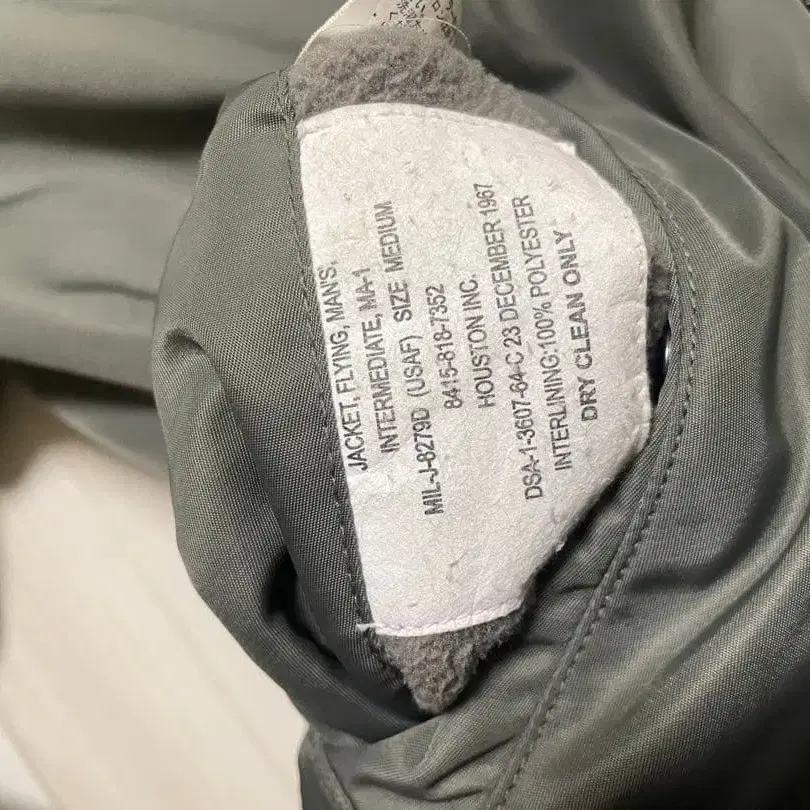 JACKET, FLYING, MAN'S,
INTERMEDIATE, MA-1
MIL-J-8279D (USAF) SIZE MEDIUM
8415-818-7352
HOUSTON INC.
DSA-1-3607-64-C 23 DECEMBER 1967
INTERLINING:100% POLYESTER
DRY CLEAN ONLY